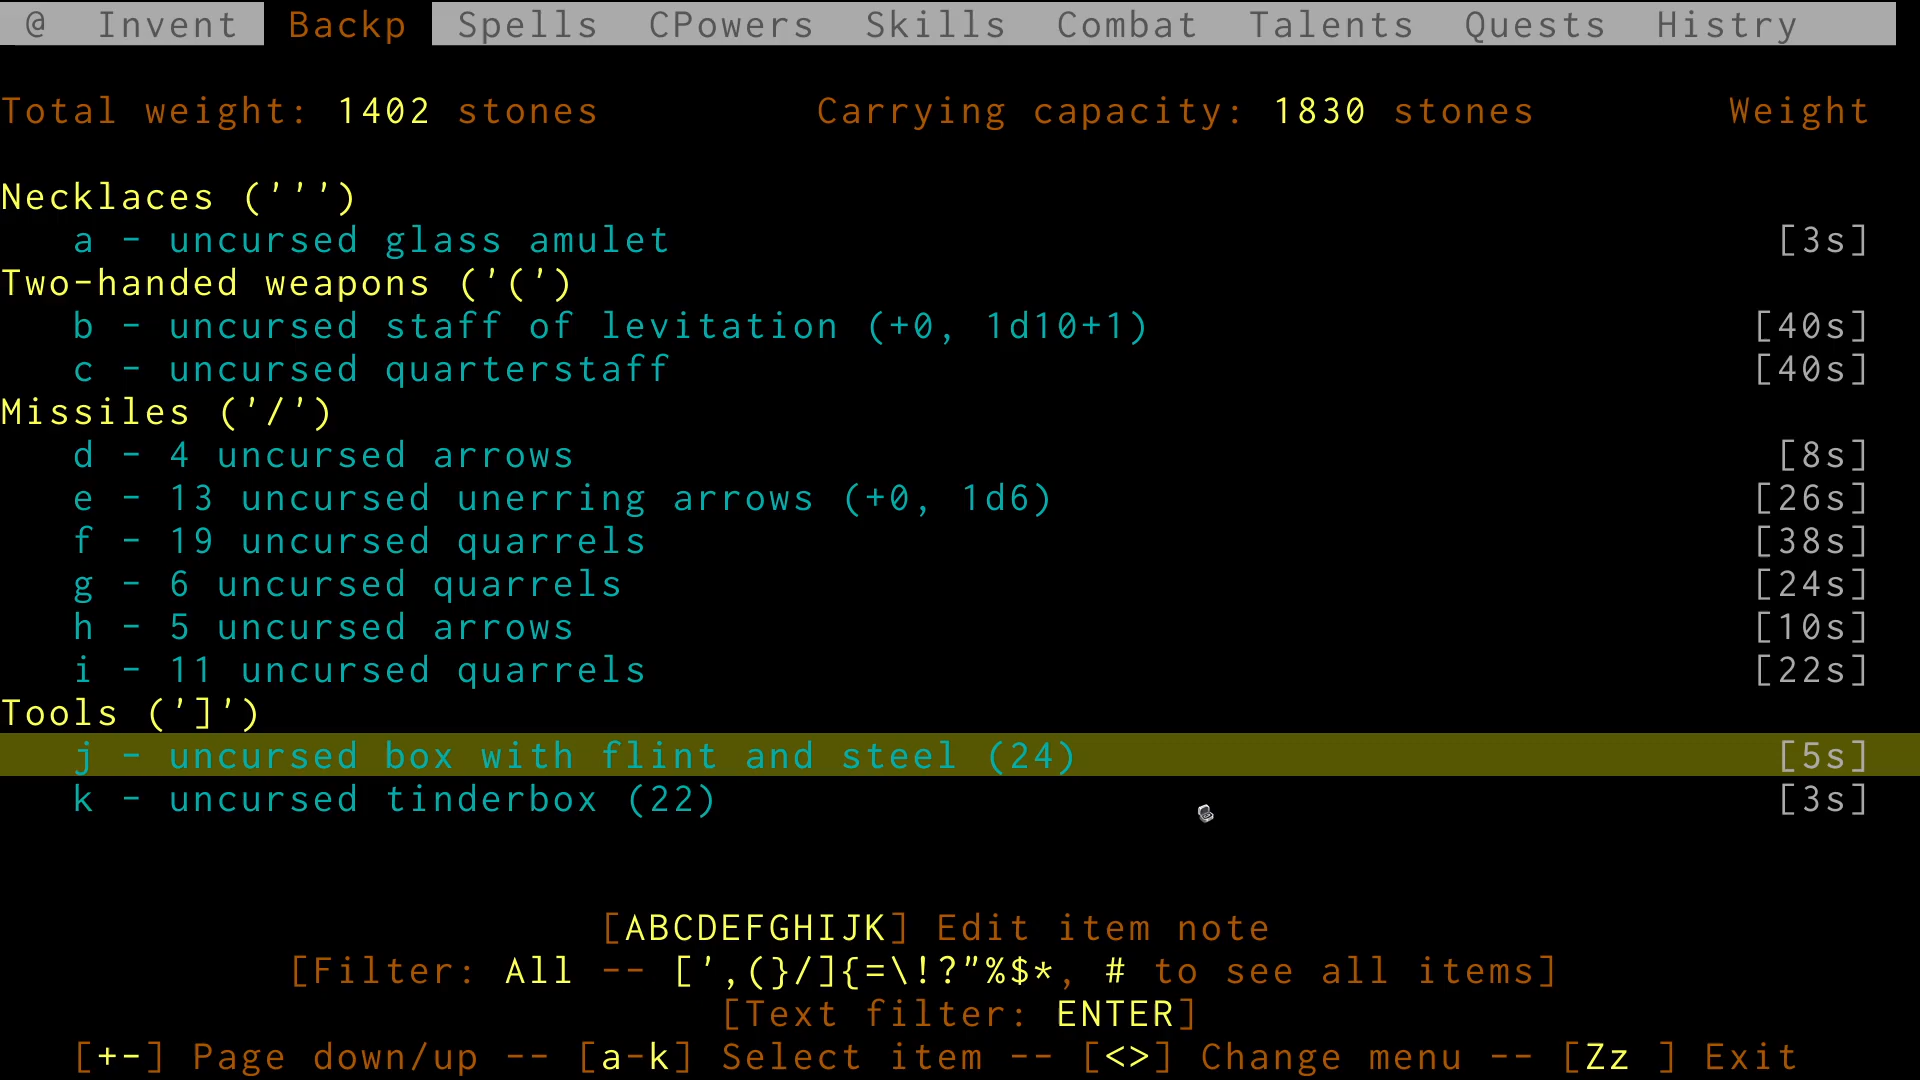 @ Invent Backp Spells CPowers Skills Combat Talents Quests Histry
Total weight: 1402 stones Carrying capacity: 1830 stones Weight
Necklaces (''')
a - uncursed glass amulet [3s]
Two-handed weapons ('(')
b - uncursed staff of levitation (+0, 1d10+1) [40s]
c - uncursed quarterstaff [40s]
Missiles ('/')
d - 4 uncursed arrows [8s]
e - 13 uncursed unerring arrows (+0, 1d6) [26s]
f - 19 uncursed quarrels [38s]
g - 6 uncursed quarrels [24s]
h - 5 uncursed arrows [10s]
i - 11 uncursed quarrels [22s]
Tools (']')
j - uncursed box with flint and steel (24) [5s]
k - uncursed tinderbox (22) [3s]
[ABCDEFGHIJK] Edit item note
[Filter: All -- [',(}/]{=\!?"%$*, # to see all items]
[Text filter: ENTER]
[+-] Page down/up -- [a-k] Select item -- [<>] Change menu -- [Zz ] Exit